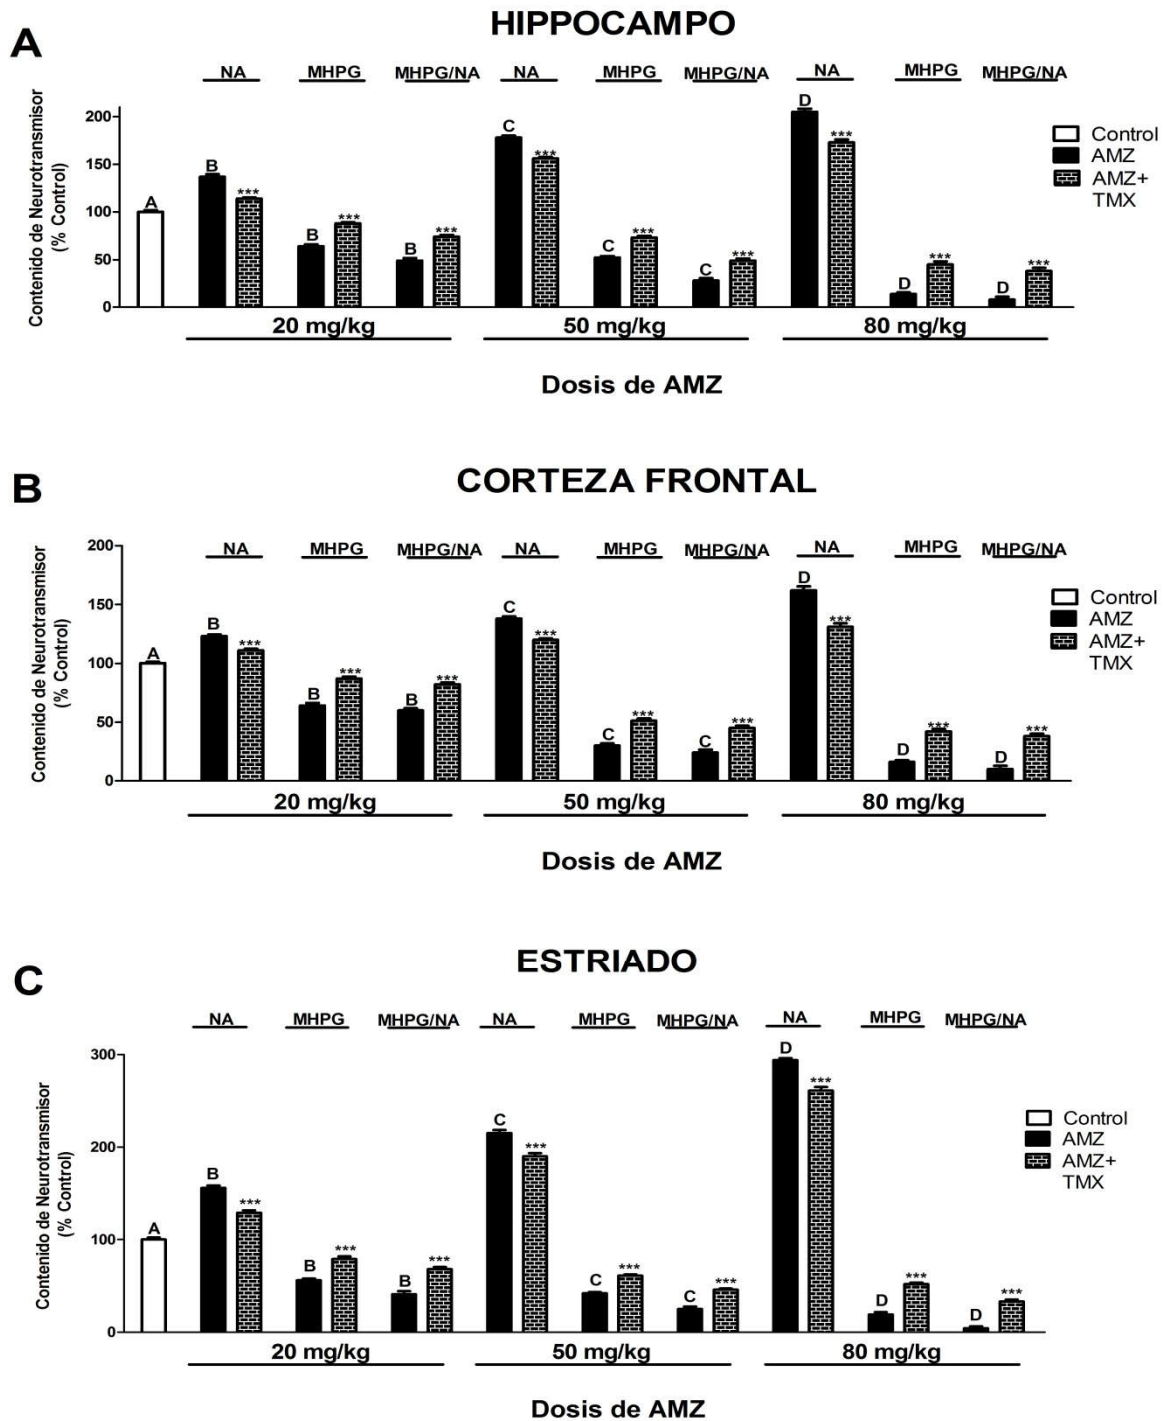 A
HIPPOCAMPO
NA MHPG MHPG/NA NA MHPG MHPG/NA NA MHPG MHPG/NA
Contenido de Neurotransmisor
(% Control)
200
150
100
50
0
A B *** B *** B *** C *** C *** C *** D *** D *** D ***
Control
AMZ
AMZ+
TMX
20 mg/kg 50 mg/kg 80 mg/kg
Dosis de AMZ
B
CORTEZA FRONTAL
NA MHPG MHPG/NA NA MHPG MHPG/NA NA MHPG MHPG/NA
Contenido de Neurotransmisor
(% Control)
200
150
100
50
0
A B *** B *** B *** C *** C *** C *** D *** D *** D ***
Control
AMZ
AMZ+
TMX
20 mg/kg 50 mg/kg 80 mg/kg
Dosis de AMZ
C
ESTRIADO
NA MHPG MHPG/NA NA MHPG MHPG/NA NA MHPG MHPG/NA
Contenido de Neurotransmisor
(% Control)
300
200
100
0
A B *** B *** B *** C *** C *** C *** D *** D *** D ***
Control
AMZ
AMZ+
TMX
20 mg/kg 50 mg/kg 80 mg/kg
Dosis de AMZ